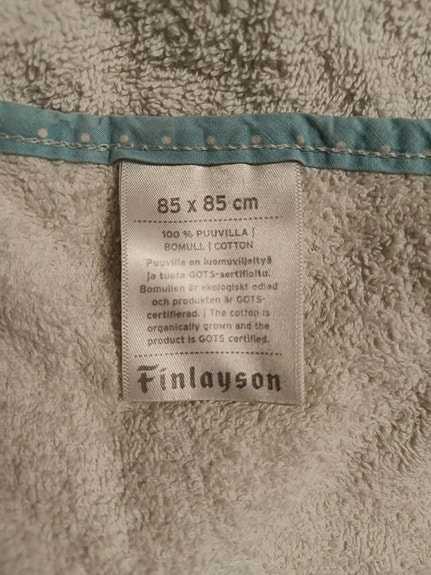 85 x 85 cm
100 % PUUVILLA |
BOMULL | COTTON
Puuvilla on luomuviljeltyä
ja tuote GOTS-sertifioitu.
Bomullen är ekologiskt odlad
och produkten är GOTS-
certifierad. | The cotton is
organically grown and the
product is GOTS certified.
Finlayson